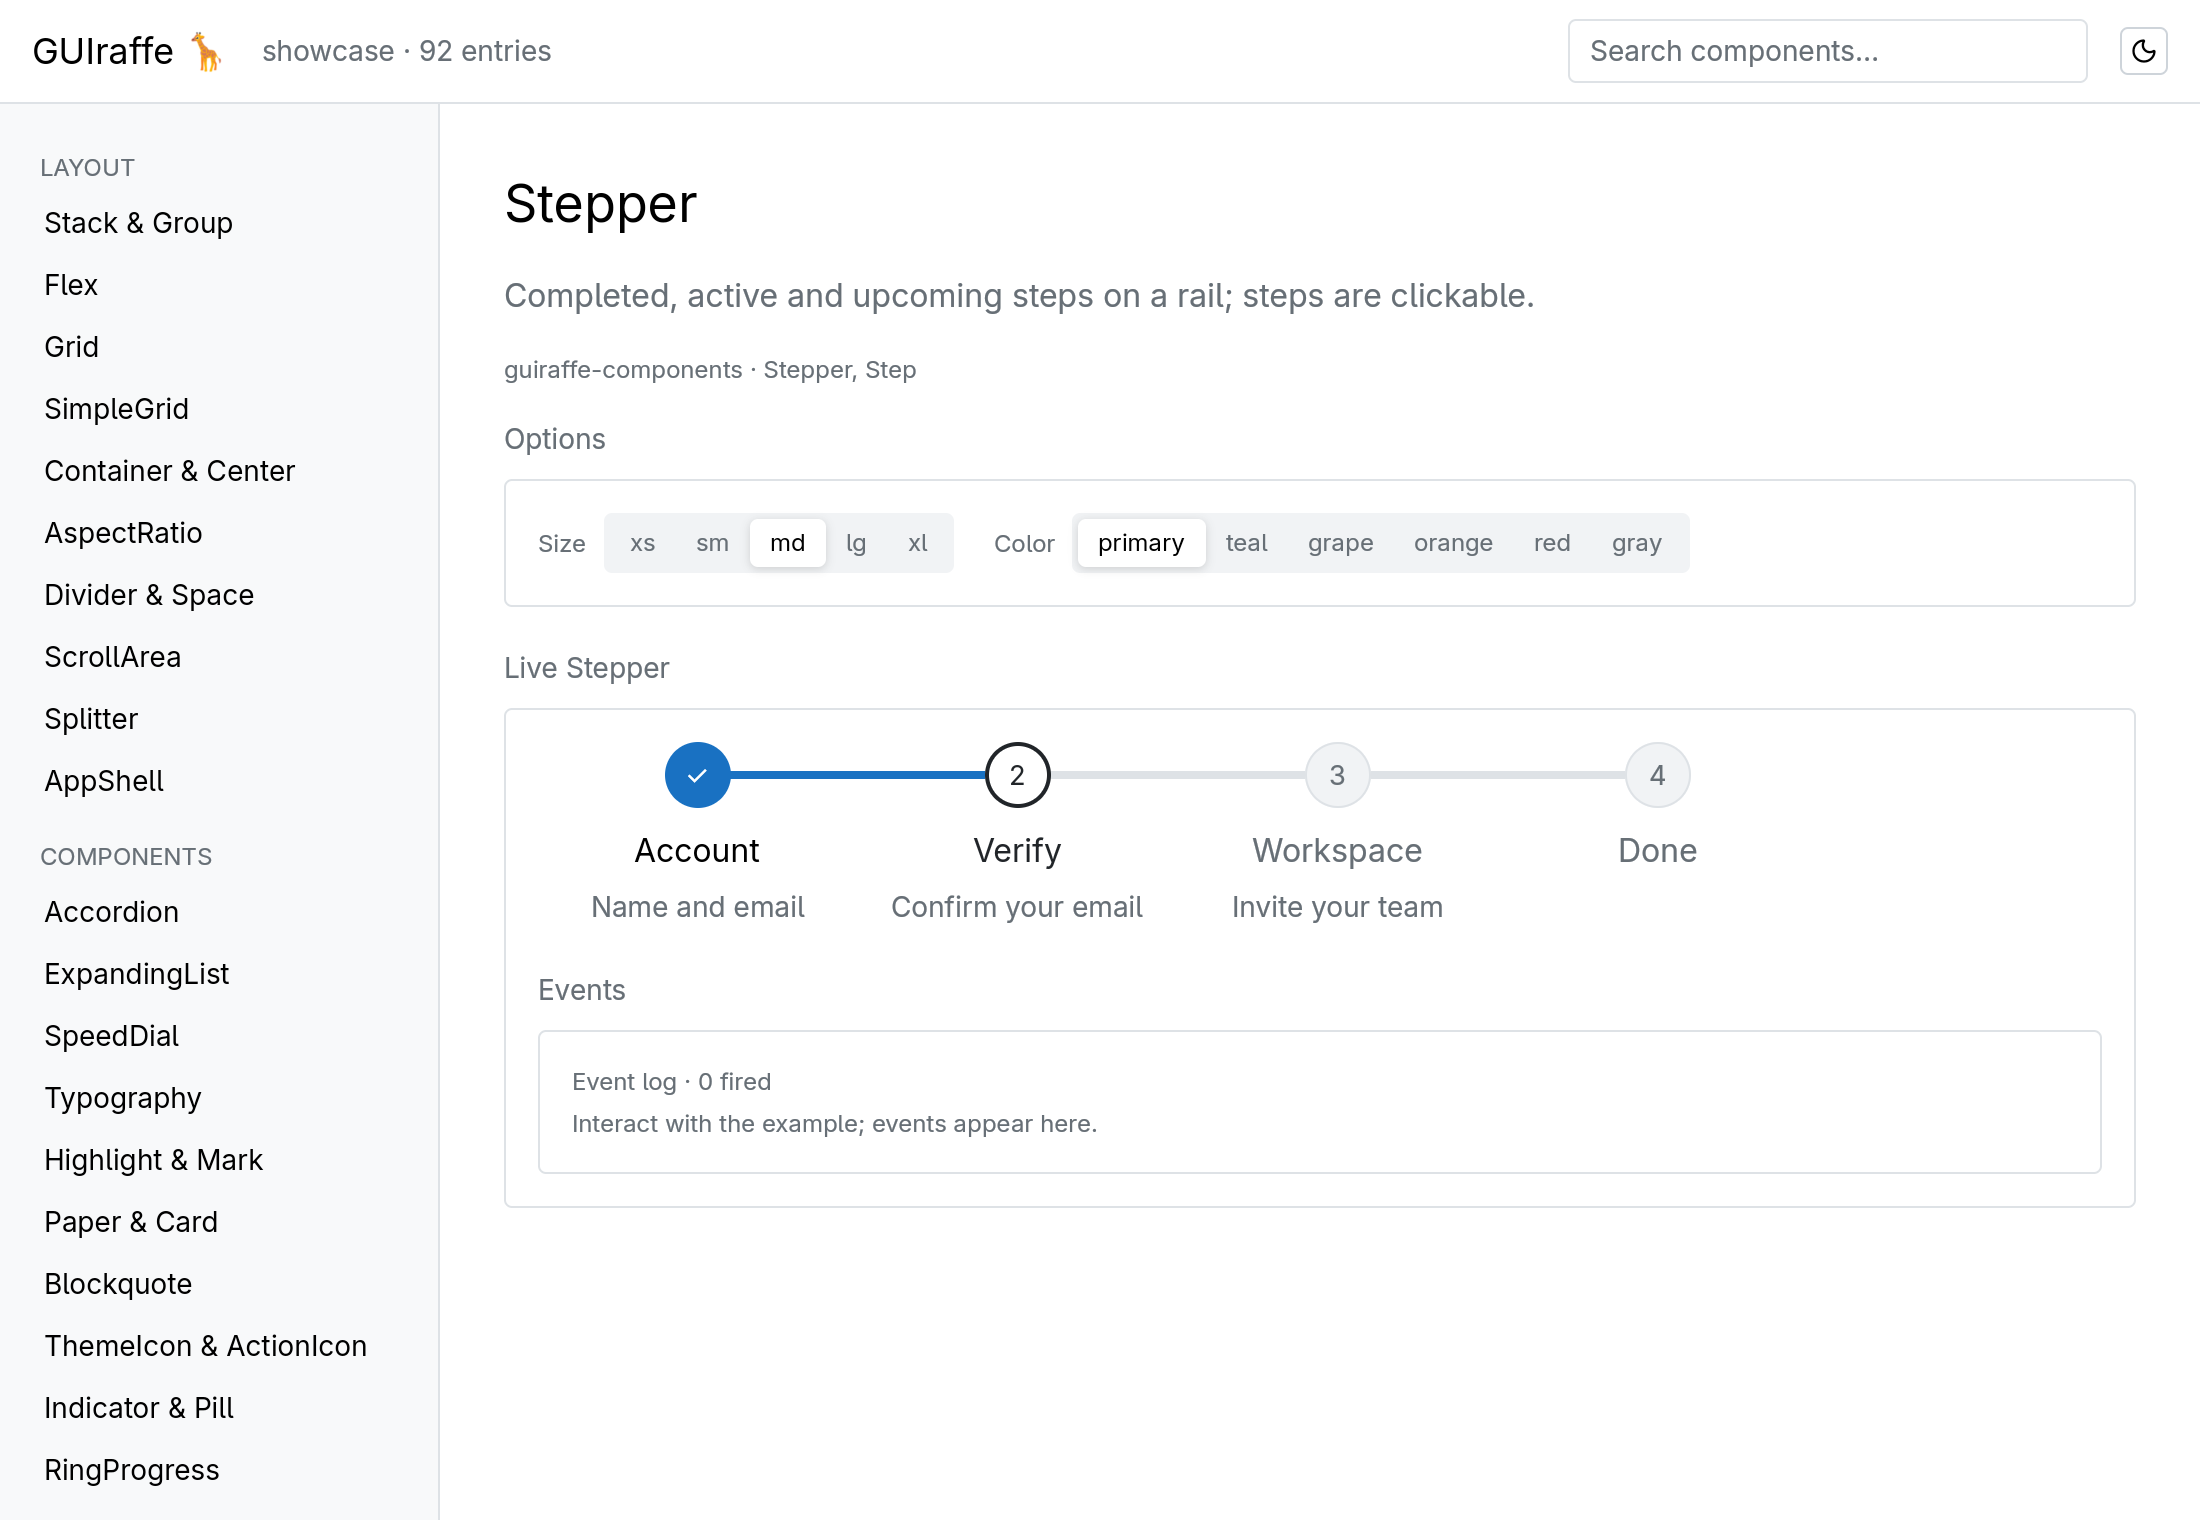 GUIraffe 🦒 showcase · 92 entries
Search components...
LAYOUT
Stack & Group
Flex
Grid
SimpleGrid
Container & Center
AspectRatio
Divider & Space
ScrollArea
Splitter
AppShell
COMPONENTS
Accordion
ExpandingList
SpeedDial
Typography
Highlight & Mark
Paper & Card
Blockquote
ThemeIcon & ActionIcon
Indicator & Pill
RingProgress
Stepper
Completed, active and upcoming steps on a rail; steps are clickable.
guiraffe-components · Stepper, Step
Options
Size xs sm md lg xl Color primary teal grape orange red gray
Live Stepper
2 3 4
Account Verify Workspace Done
Name and email Confirm your email Invite your team
Events
Event log · 0 fired
Interact with the example; events appear here.